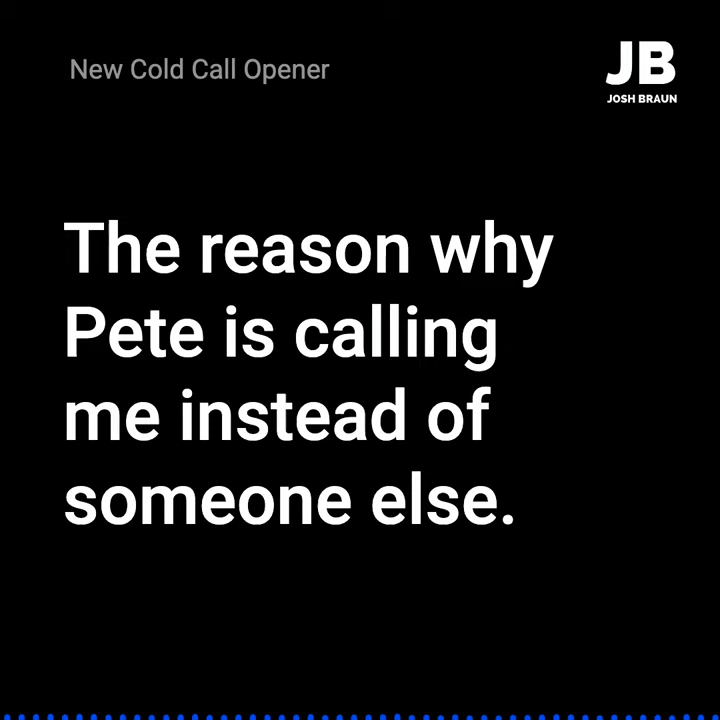 New Cold Call Opener
JB
JOSH BRAUN
The reason why
Pete is calling
me instead of
someone else.